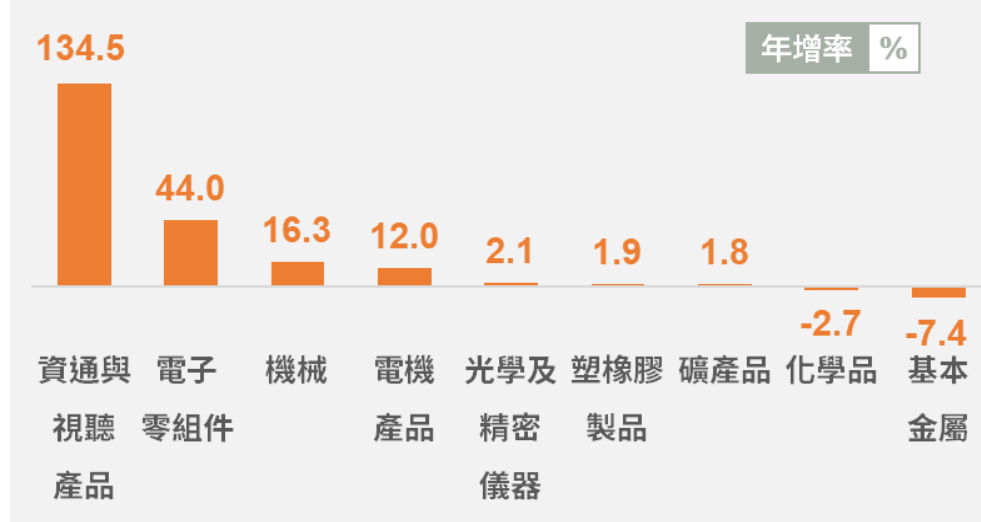 年增率 %
134.5
44.0
16.3
12.0
2.1
1.9
1.8
-2.7
-7.4
資通與
視聽
產品
電子
零組件
機械
電機
產品
光學及
精密
儀器
塑橡膠
製品
礦產品
化學品
基本
金屬